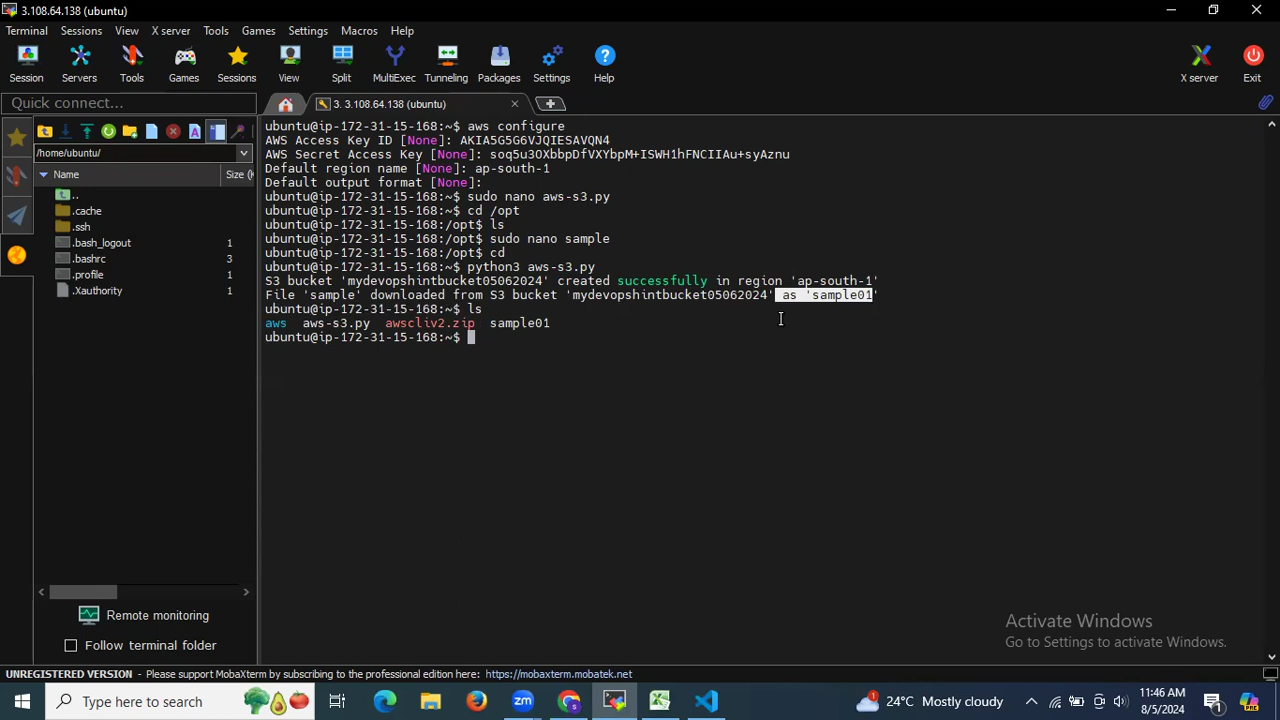 3.108.64.138 (ubuntu)
Terminal Sessions View X server Tools Games Settings Macros Help
Session Servers Tools Games Sessions View Split MultiExec Tunneling Packages Settings Help X server Exit
Quick connect...
3. 3.108.64.138 (ubuntu)
/home/ubuntu/
Name Size (K
..
.cache
.ssh
.bash_logout 1
.bashrc 3
.profile 1
.Xauthority 1
Remote monitoring
Follow terminal folder
ubuntu@ip-172-31-15-168:~$ aws configure
AWS Access Key ID [None]: AKIA5G5G6VJQIESAVQN4
AWS Secret Access Key [None]: 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
Default region name [None]: ap-south-1
Default output format [None]:
ubuntu@ip-172-31-15-168:~$ sudo nano aws-s3.py
ubuntu@ip-172-31-15-168:~$ cd /opt
ubuntu@ip-172-31-15-168:/opt$ ls
ubuntu@ip-172-31-15-168:/opt$ sudo nano sample
ubuntu@ip-172-31-15-168:/opt$ cd
ubuntu@ip-172-31-15-168:~$ python3 aws-s3.py
S3 bucket 'mydevopshintbucket05062024' created successfully in region 'ap-south-1'
File 'sample' downloaded from S3 bucket 'mydevopshintbucket05062024' as 'sample01'
ubuntu@ip-172-31-15-168:~$ ls
aws aws-s3.py awscliv2.zip sample01
ubuntu@ip-172-31-15-168:~$
Activate Windows
Go to Settings to activate Windows.
UNREGISTERED VERSION - Please support MobaXterm by subscribing to the professional edition here: https://mobaxterm.mobatek.net
Type here to search
zm
24°C Mostly cloudy
11:46 AM
8/5/2024